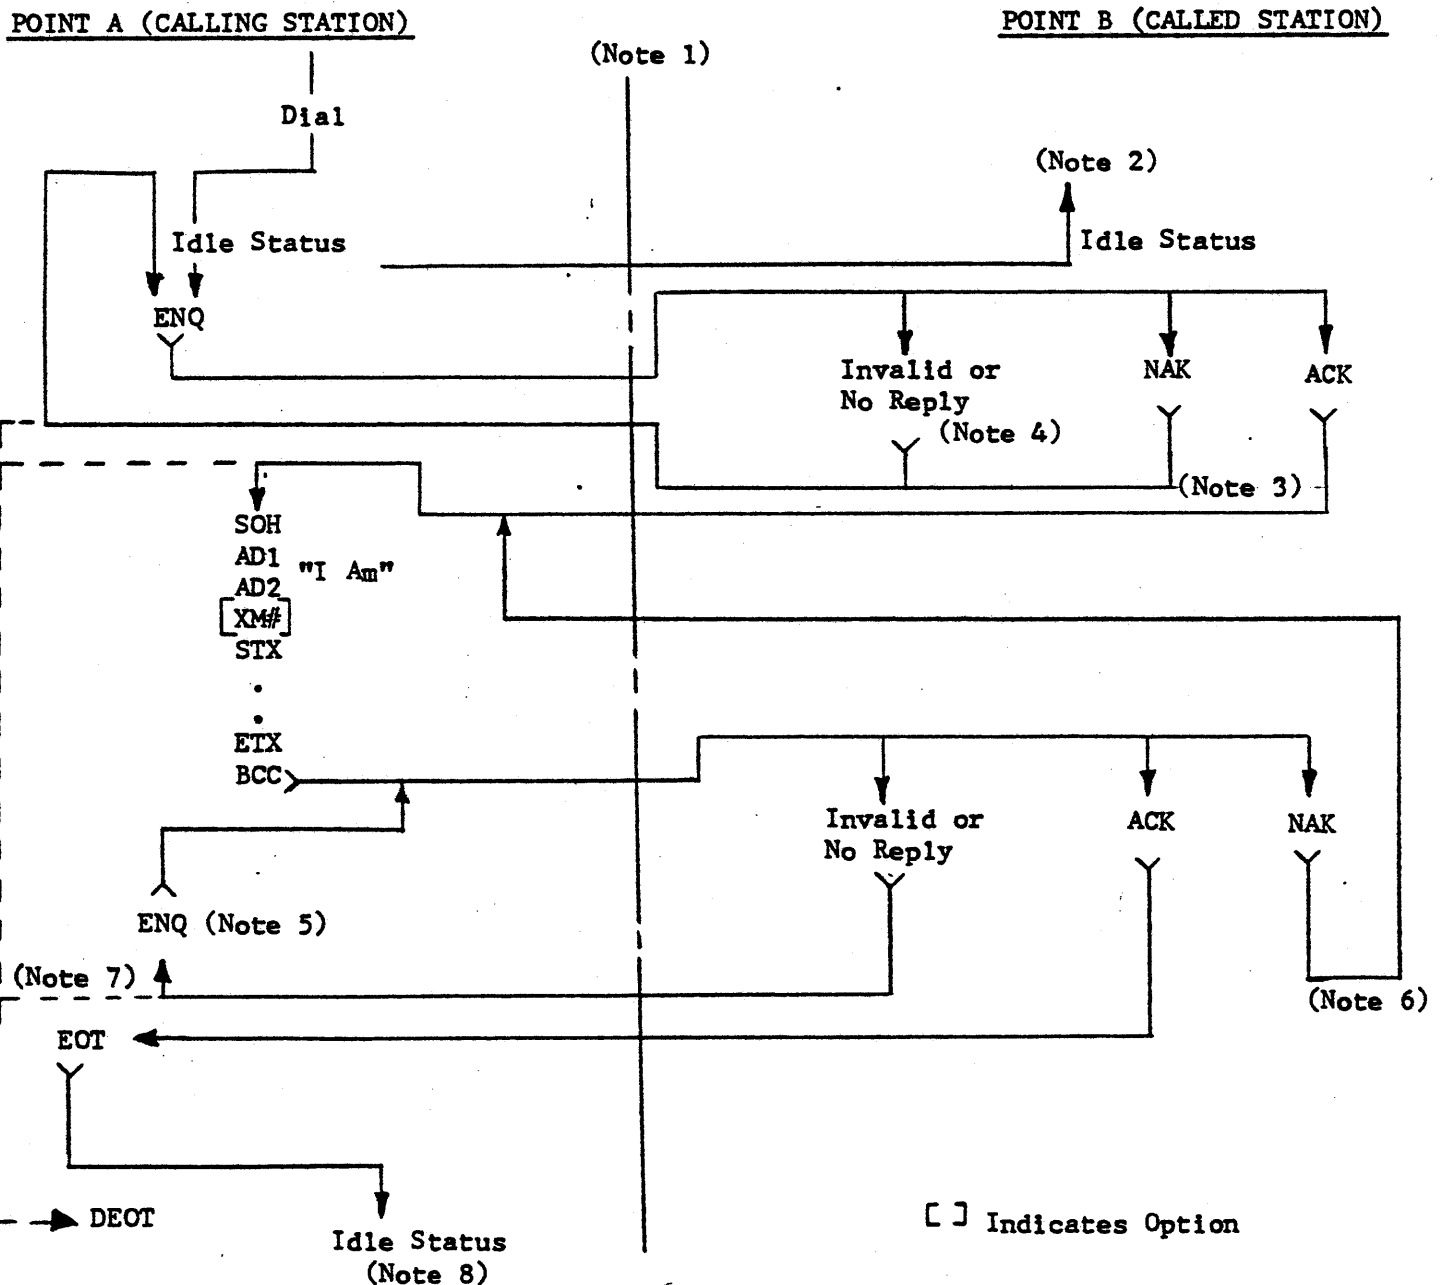 POINT A (CALLING STATION)
POINT B (CALLED STATION)
(Note 1)
Dial
(Note 2)
Idle Status
Idle Status
ENQ
Invalid or
No Reply
(Note 4)
NAK
ACK
(Note 3)
SOH
AD1
AD2
[XM#]
STX
"I Am"
.
.
ETX
BCC
Invalid or
No Reply
ACK
NAK
ENQ (Note 5)
(Note 7)
(Note 6)
EOT
DEOT
Idle Status
(Note 8)
[ ] Indicates Option